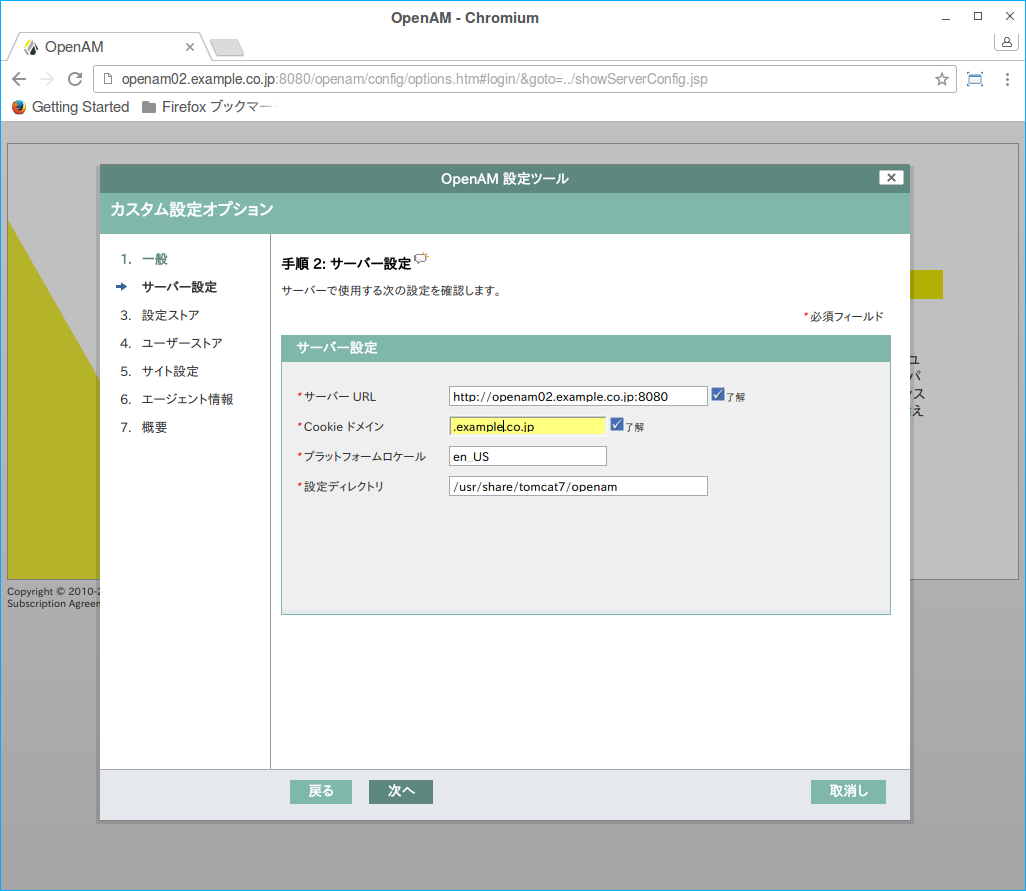 OpenAM - Chromium
OpenAM
openam02.example.co.jp:8080/openam/config/options.htm#login/&goto=../showServerConfig.jsp
Getting Started Firefox ブックマー
OpenAM 設定ツール
カスタム設定オプション
1. 一般
サーバー設定
3. 設定ストア
4. ユーザーストア
5. サイト設定
6. エージェント情報
7. 概要
手順 2: サーバー設定
サーバーで使用する次の設定を確認します。
*必須フィールド
サーバー設定
*サーバー URL http://openam02.example.co.jp:8080 了解
*Cookie ドメイン .example.co.jp 了解
*プラットフォームロケール en_US
*設定ディレクトリ /usr/share/tomcat7/openam
ュ
パ
ンス
え
Copyright © 2010-2
Subscription Agreem
戻る 次へ 取消し